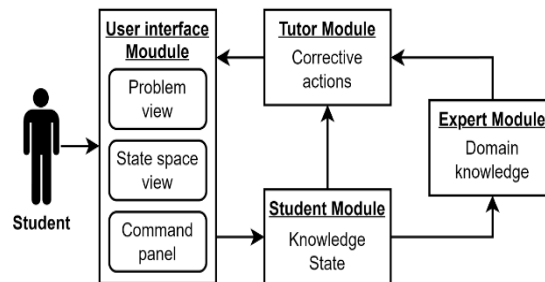 User interface
Moudule
Problem
view
State space
view
Command
panel
Student
Tutor Module
Corrective
actions
Expert Module
Domain
knowledge
Student Module
Knowledge
State